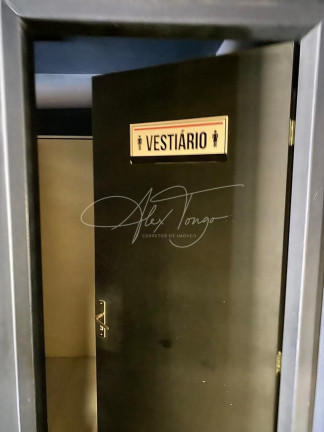 VESTIÁRIO
Alex Tongo
CORRETOR DE IMÓVEIS